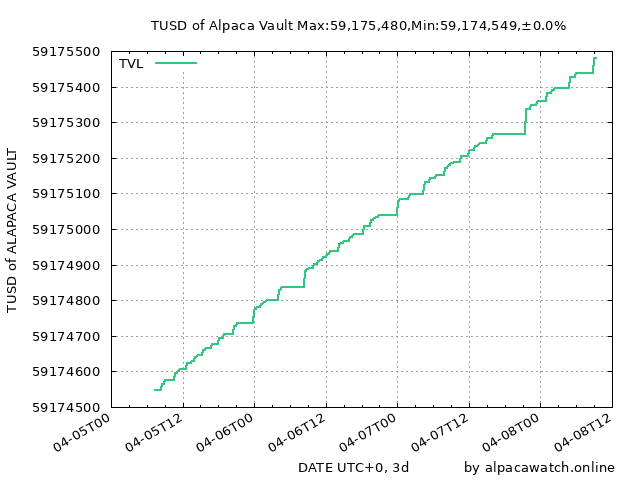 TUSD of Alpaca Vault Max:59,175,480,Min:59,174,549,±0.0%
TVL
TUSD of ALAPACA VAULT
59175500
59175400
59175300
59175200
59175100
59175000
59174900
59174800
59174700
59174600
59174500
04-05T00
04-05T12
04-06T00
04-06T12
04-07T00
04-07T12
04-08T00
04-08T12
DATE UTC+0, 3d
by alpacawatch.online